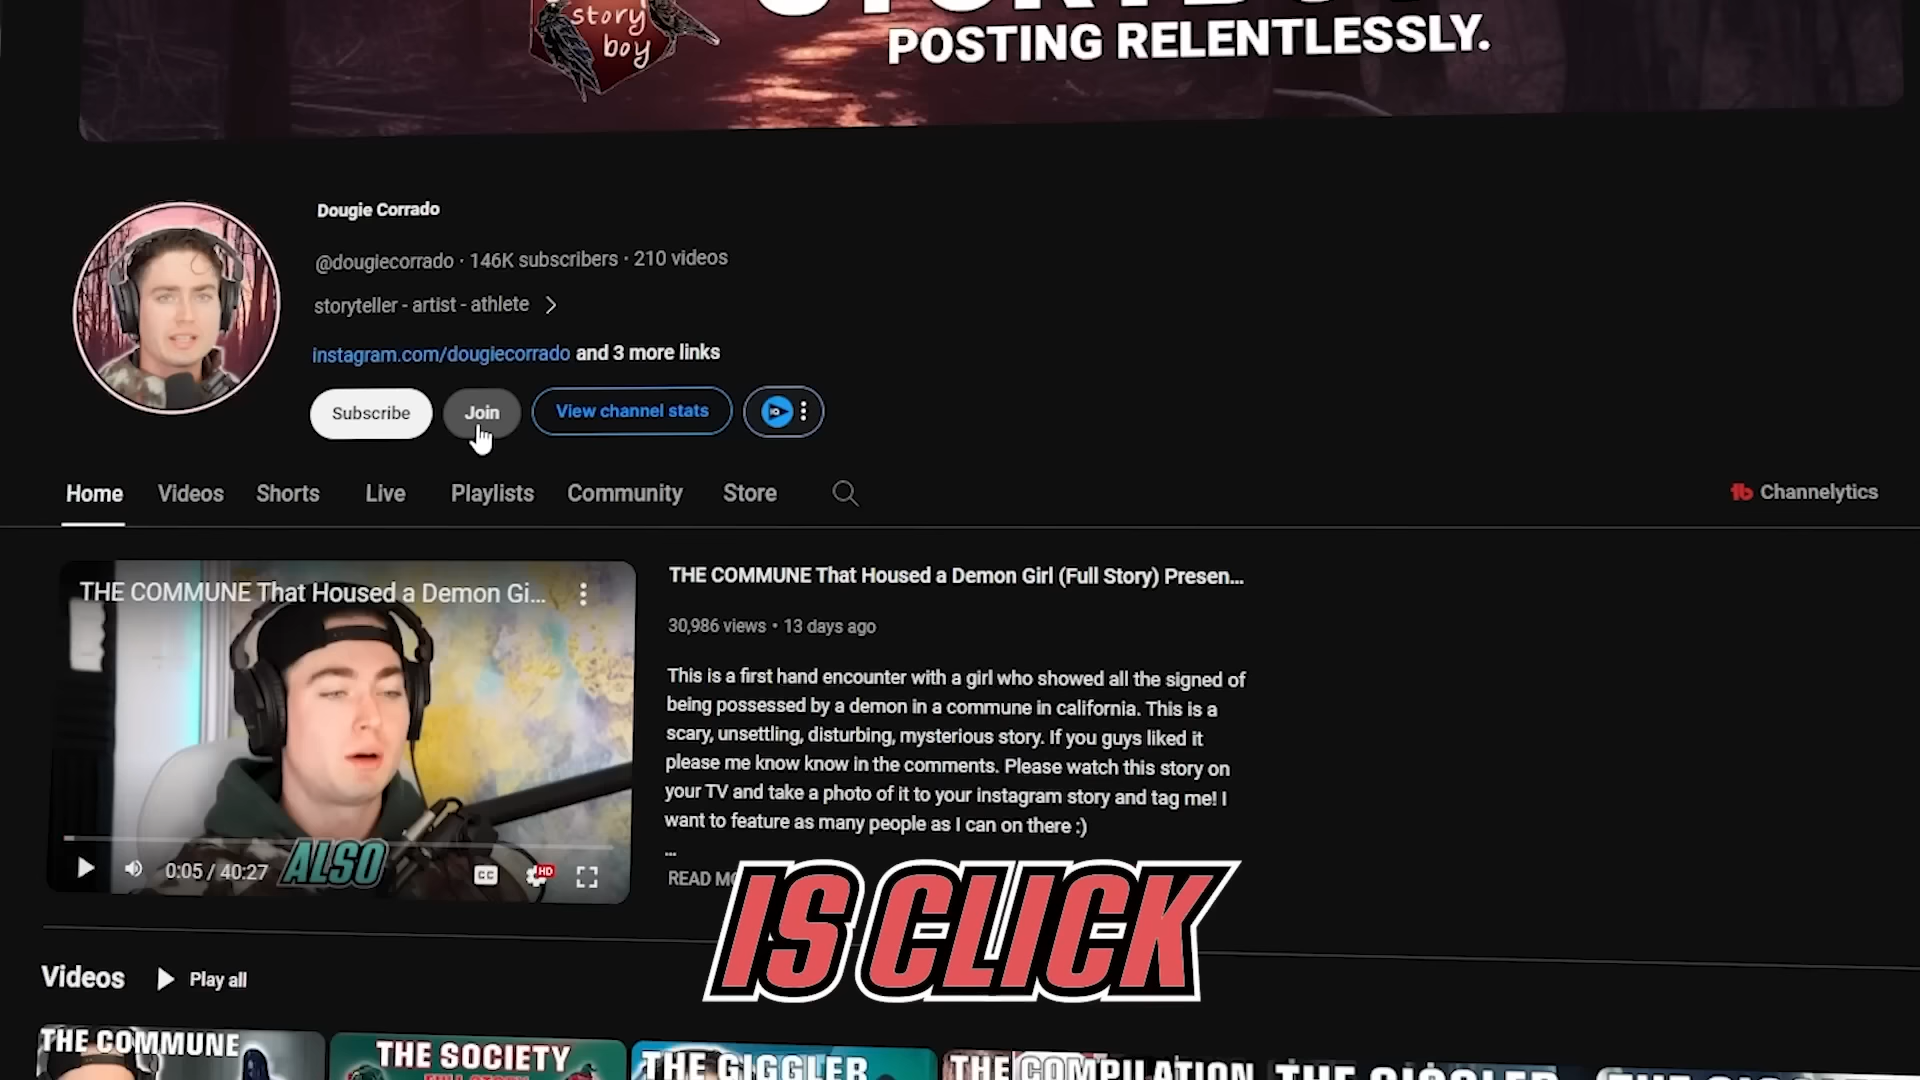 story
boy
POSTING RELENTLESSLY.
Dougie Corrado
@dougiecorrado · 146K subscribers · 210 videos
storyteller - artist - athlete
instagram.com/dougiecorrado and 3 more links
Subscribe Join View channel stats
Home Videos Shorts Live Playlists Community Store
Channelytics
THE COMMUNE That Housed a Demon Gi...
0:05 / 40:27
ALSO
CC
HD
THE COMMUNE That Housed a Demon Girl (Full Story) Presen...
30,986 views • 13 days ago
This is a first hand encounter with a girl who showed all the signed of
being possessed by a demon in a commune in california. This is a
scary, unsettling, disturbing, mysterious story. If you guys liked it
please me know know in the comments. Please watch this story on
your TV and take a photo of it to your instagram story and tag me! I
want to feature as many people as I can on there :)
...
READ
IS CLICK
Videos Play all
THE COMMUNE
THE SOCIETY
THE GIGGLER
THE COMPILATION
THE GIGGLER